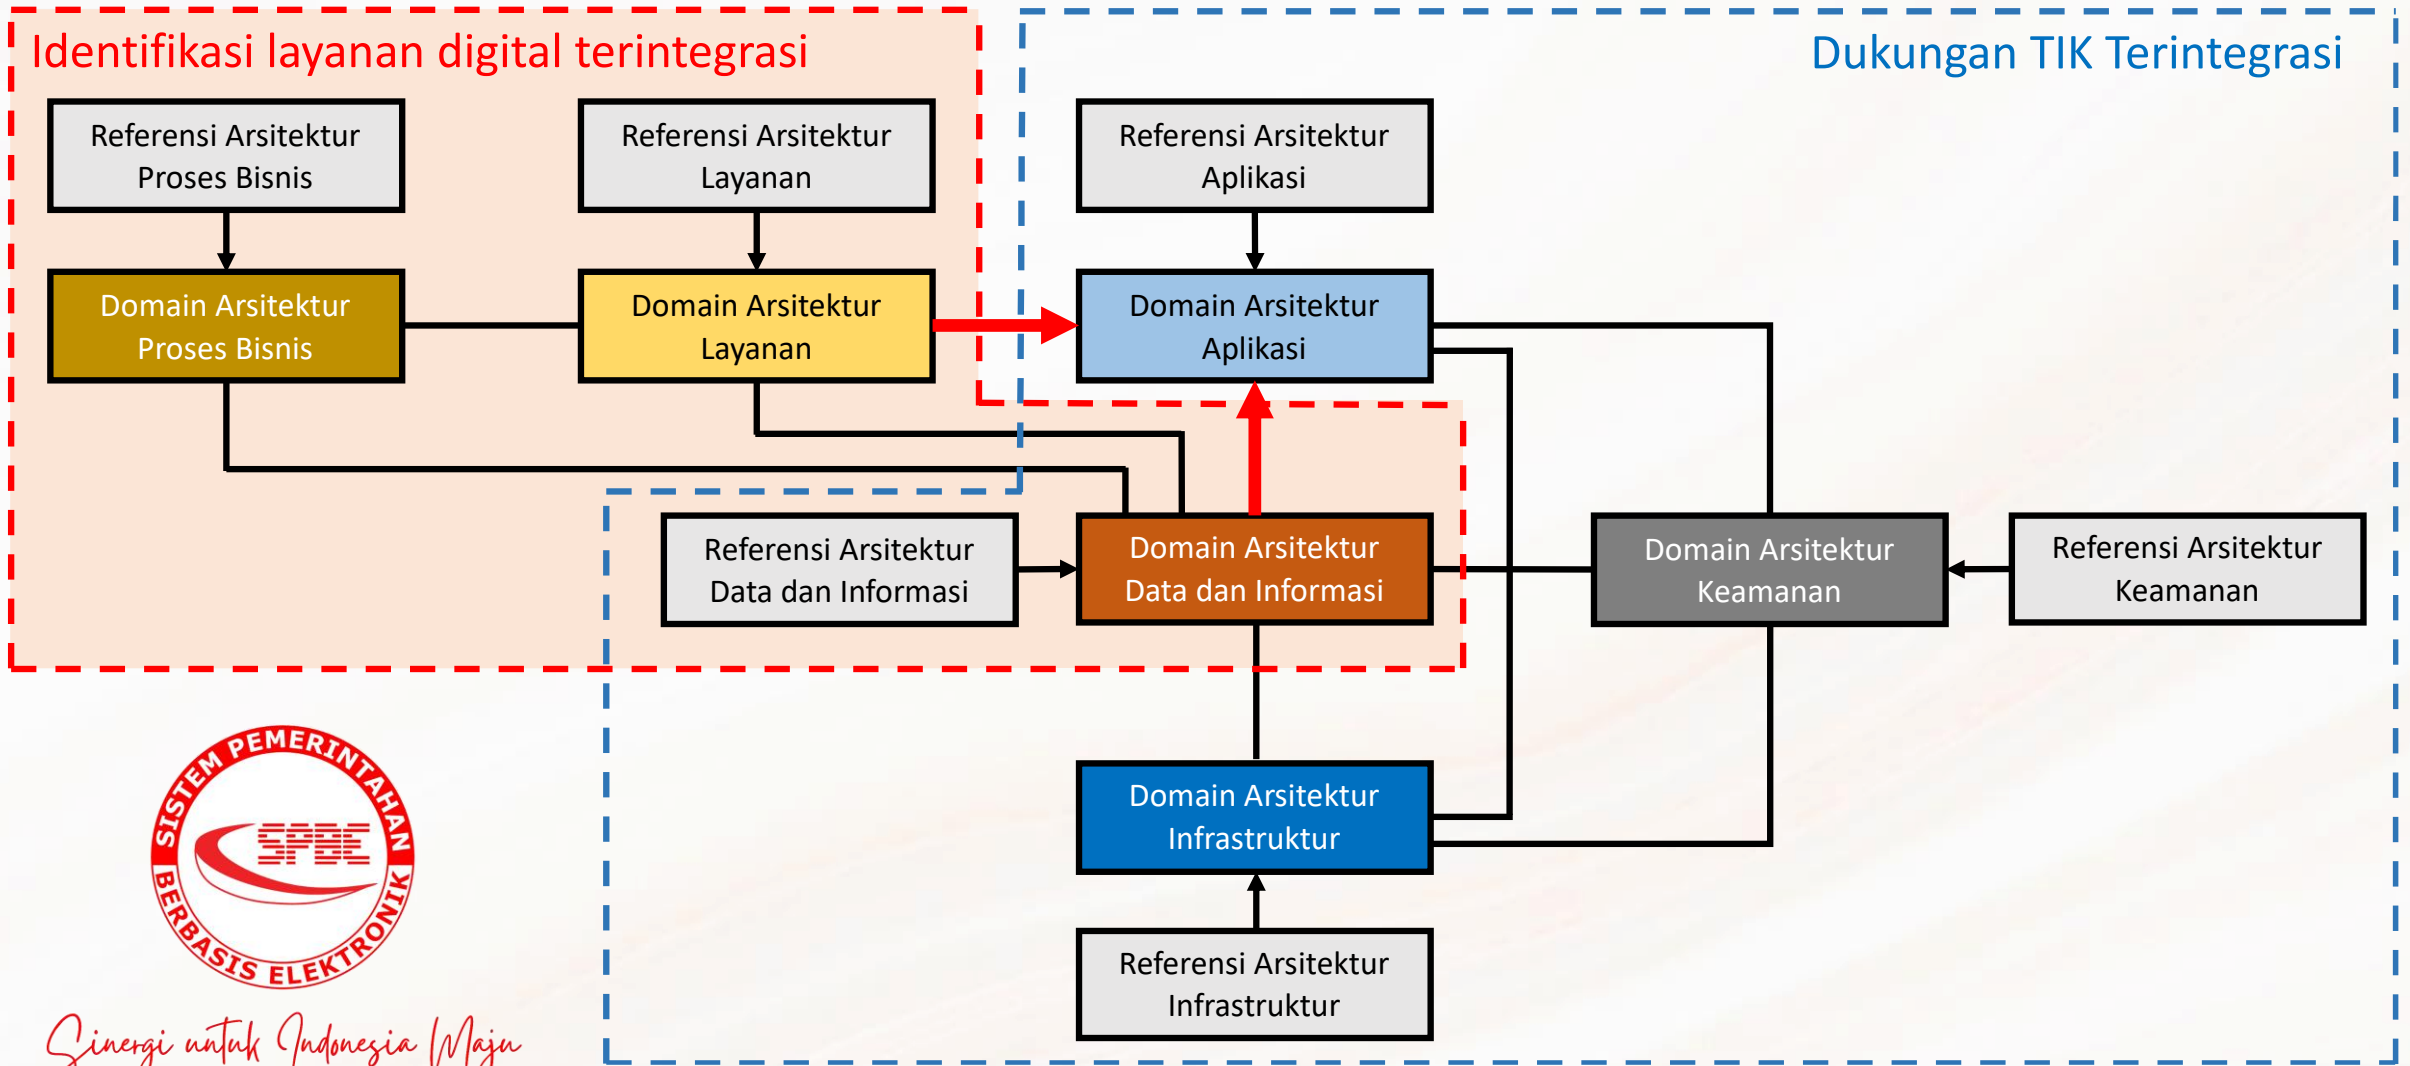 Identifikasi layanan digital terintegrasi
Dukungan TIK Terintegrasi
Referensi Arsitektur
Proses Bisnis
Referensi Arsitektur
Layanan
Referensi Arsitektur
Aplikasi
Domain Arsitektur
Proses Bisnis
Domain Arsitektur
Layanan
Domain Arsitektur
Aplikasi
Referensi Arsitektur
Data dan Informasi
Domain Arsitektur
Data dan Informasi
Domain Arsitektur
Keamanan
Referensi Arsitektur
Keamanan
Domain Arsitektur
Infrastruktur
Referensi Arsitektur
Infrastruktur
SISTEM PEMERINTAHAN
SPBE
BERBASIS ELEKTRONIK
Sinergi untuk Indonesia Maju